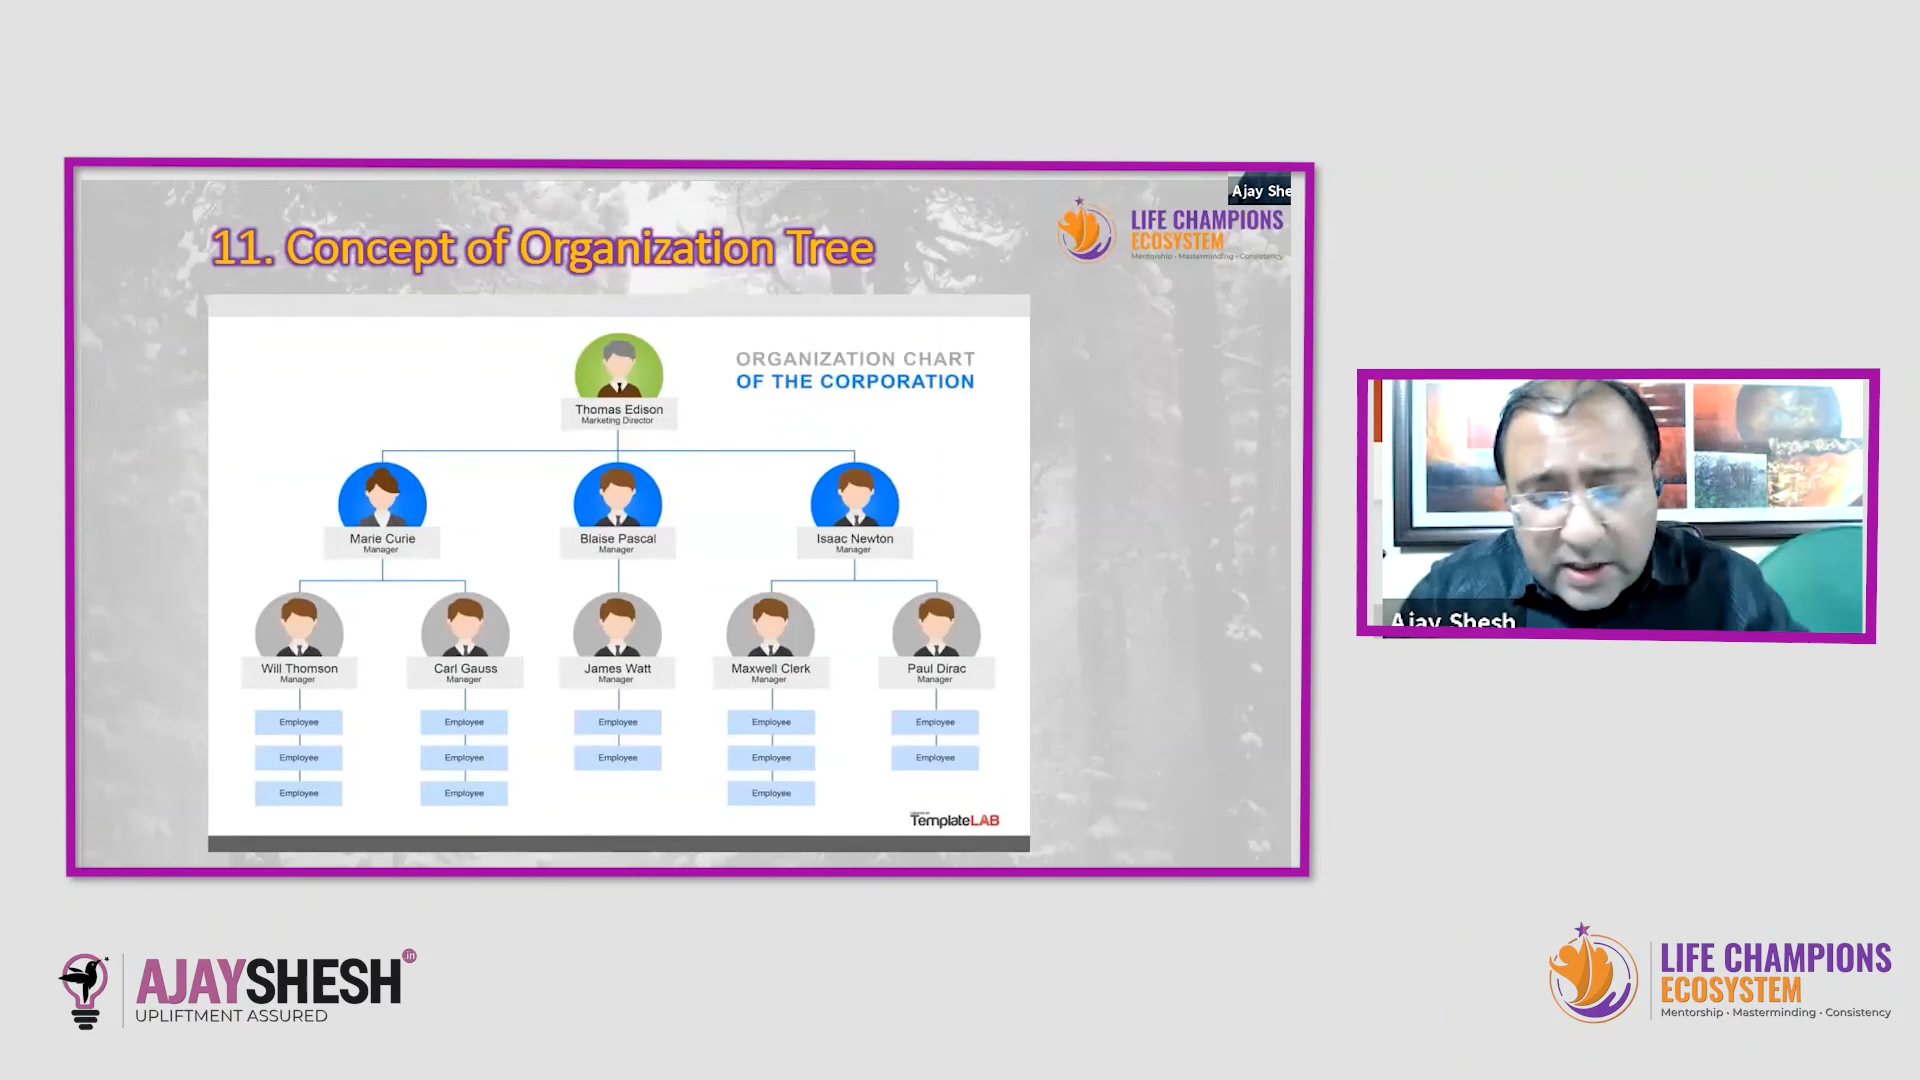 Ajay She
11. Concept of Organization Tree
LIFE CHAMPIONS
ECOSYSTEM
Mentorship • Masterminding • Consistency
ORGANIZATION CHART
OF THE CORPORATION
Thomas Edison
Marketing Director
Marie Curie
Manager
Blaise Pascal
Manager
Isaac Newton
Manager
Will Thomson
Manager
Carl Gauss
Manager
James Watt
Manager
Maxwell Clerk
Manager
Paul Dirac
Manager
Employee Employee Employee Employee Employee
Employee Employee Employee Employee Employee
Employee Employee Employee
TemplateLAB
Ajay Shesh
AJAYSHESH.in
UPLIFTMENT ASSURED
LIFE CHAMPIONS
ECOSYSTEM
Mentorship • Masterminding • Consistency